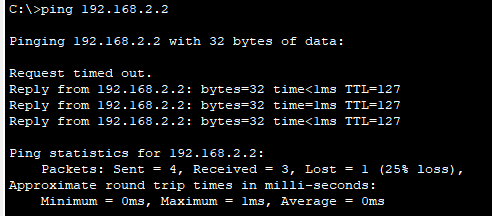 C:\>ping 192.168.2.2
Pinging 192.168.2.2 with 32 bytes of data:
Request timed out.
Reply from 192.168.2.2: bytes=32 time<1ms TTL=127
Reply from 192.168.2.2: bytes=32 time=1ms TTL=127
Reply from 192.168.2.2: bytes=32 time<1ms TTL=127
Ping statistics for 192.168.2.2:
Packets: Sent = 4, Received = 3, Lost = 1 (25% loss),
Approximate round trip times in milli-seconds:
Minimum = 0ms, Maximum = 1ms, Average = 0ms